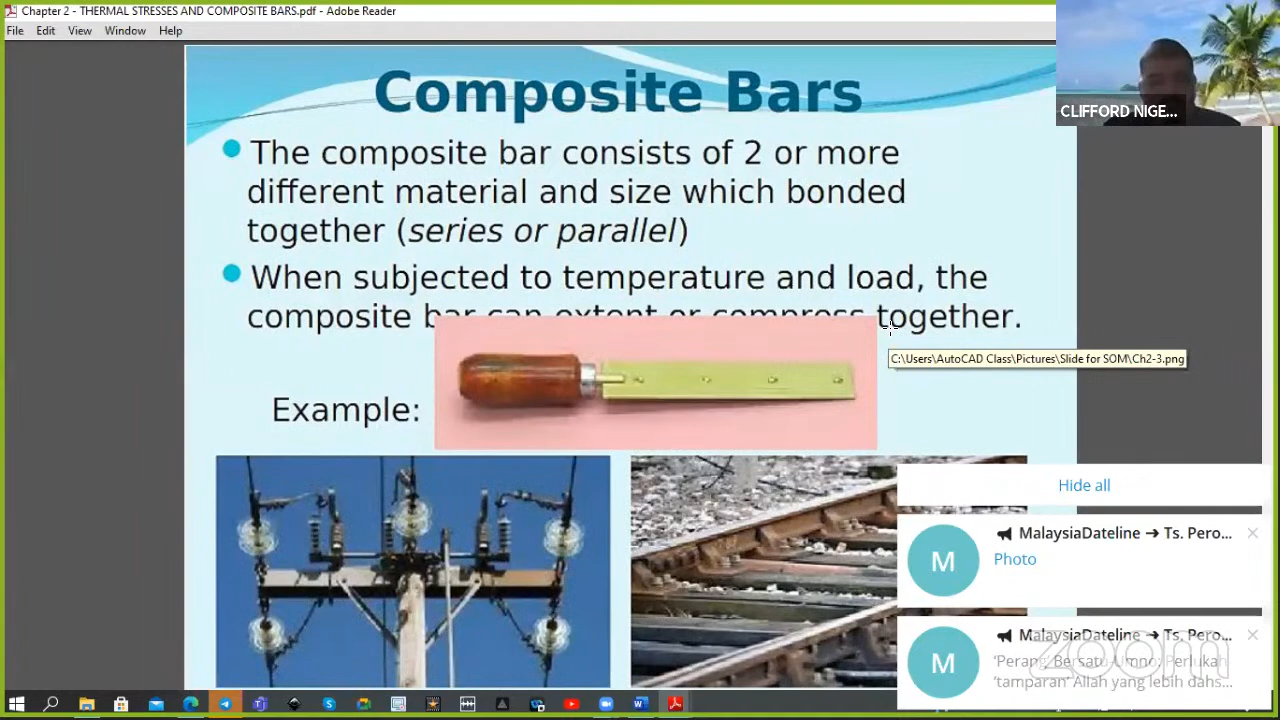 Chapter 2 - THERMAL STRESSES AND COMPOSITE BARS.pdf - Adobe Reader
File Edit View Window Help
CLIFFORD NIGE...
Composite Bars
The composite bar consists of 2 or more
different material and size which bonded
together (series or parallel)
When subjected to temperature and load, the
composite bar can extent or compress together.
C:\Users\AutoCAD Class\Pictures\Slide for SOM\Ch2-3.png
Example:
Hide all
M
MalaysiaDateline → Ts. Pero...
Photo
M
MalaysiaDateline → Ts. Pero...
'Perang Bersatu-Umno: Perlukah
'tamparan' Allah yang lebih dahs...
zoom